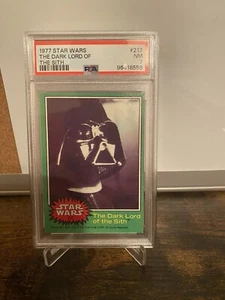 1977 STAR WARS #217
THE DARK LORD OF NM
THE SITH 7
PSA
STAR
WARS
The Dark Lord
of the Sith